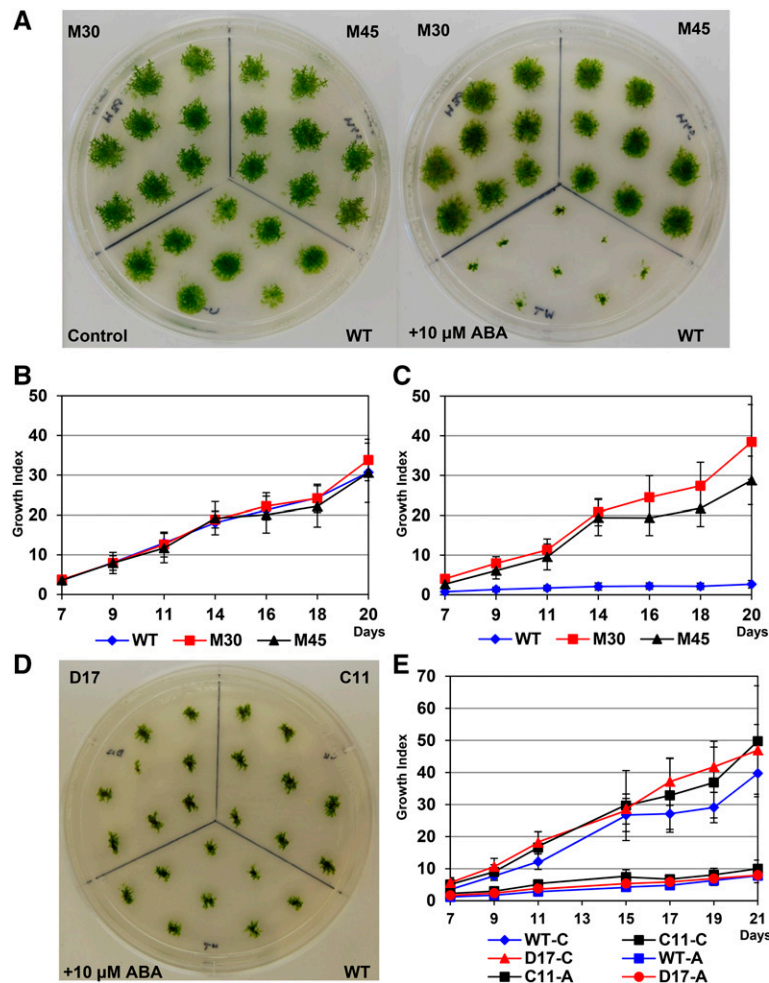 A
M30 M45 M30 M45
Control WT +10 µM ABA WT
B C
50 50
40 40
30 30
20 20
10 10
0 0
Growth Index Growth Index
7 9 11 14 16 18 20 7 9 11 14 16 18 20
Days Days
WT M30 M45 WT M30 M45
D E
D17 C11
+10 µM ABA WT
70
60
50
40
30
20
10
0
Growth Index
7 9 11 13 15 17 19 21
Days
WT-C C11-C
D17-C WT-A
C11-A D17-A